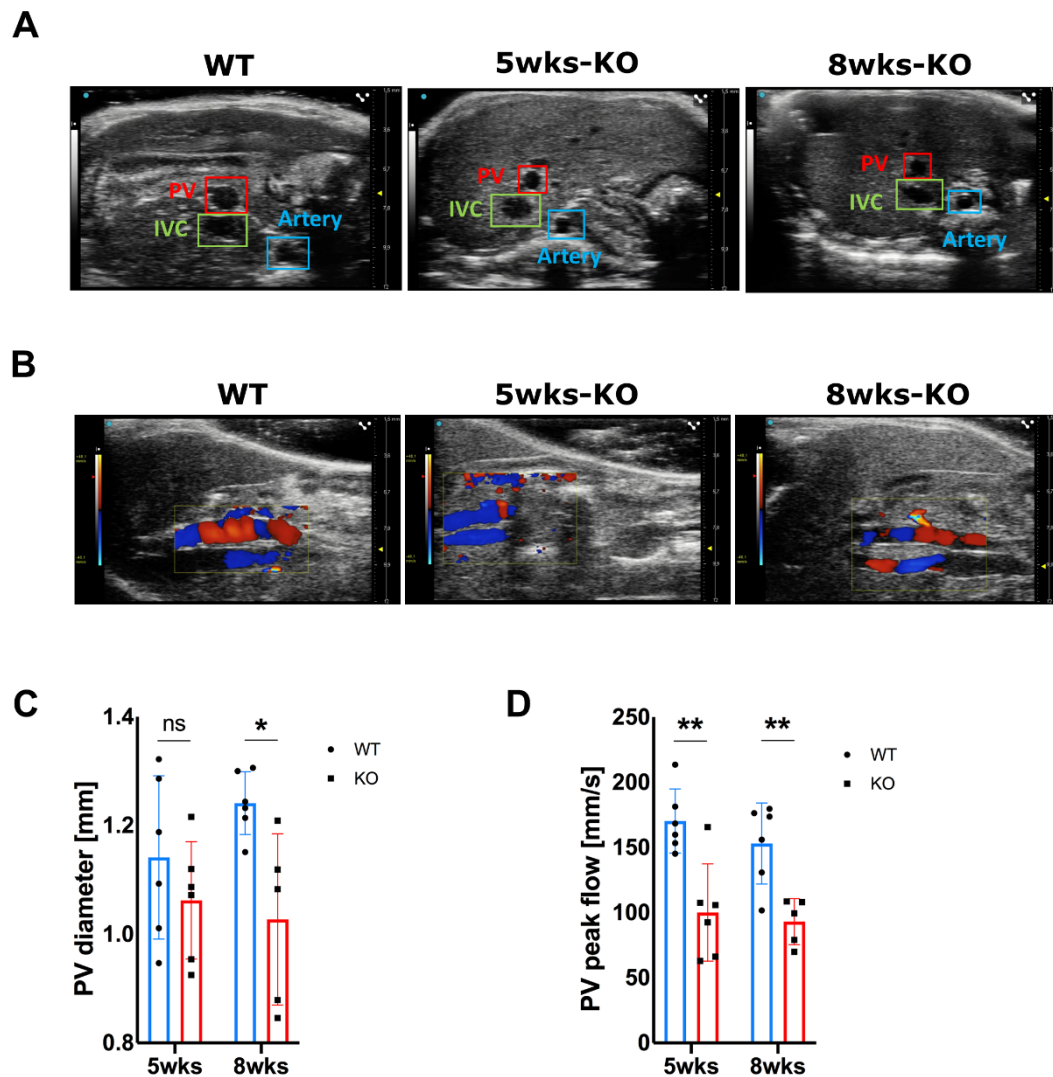 A
WT 5wks-KO 8wks-KO
PV
IVC
Artery
PV
IVC
Artery
PV
IVC
Artery
B
WT 5wks-KO 8wks-KO
C
PV diameter [mm]
1.4
1.2
1.0
0.8
ns
*
WT
KO
5wks 8wks
D
PV peak flow [mm/s]
250
200
150
100
50
0
**
**
WT
KO
5wks 8wks